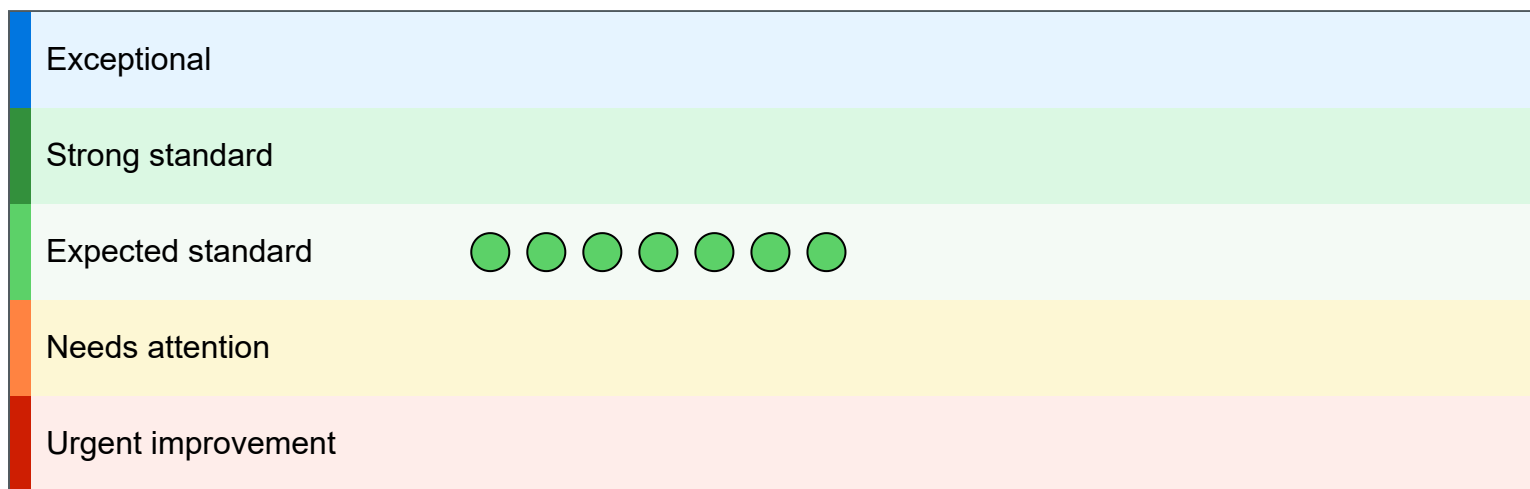 Exceptional
Strong standard
Expected standard
Needs attention
Urgent improvement